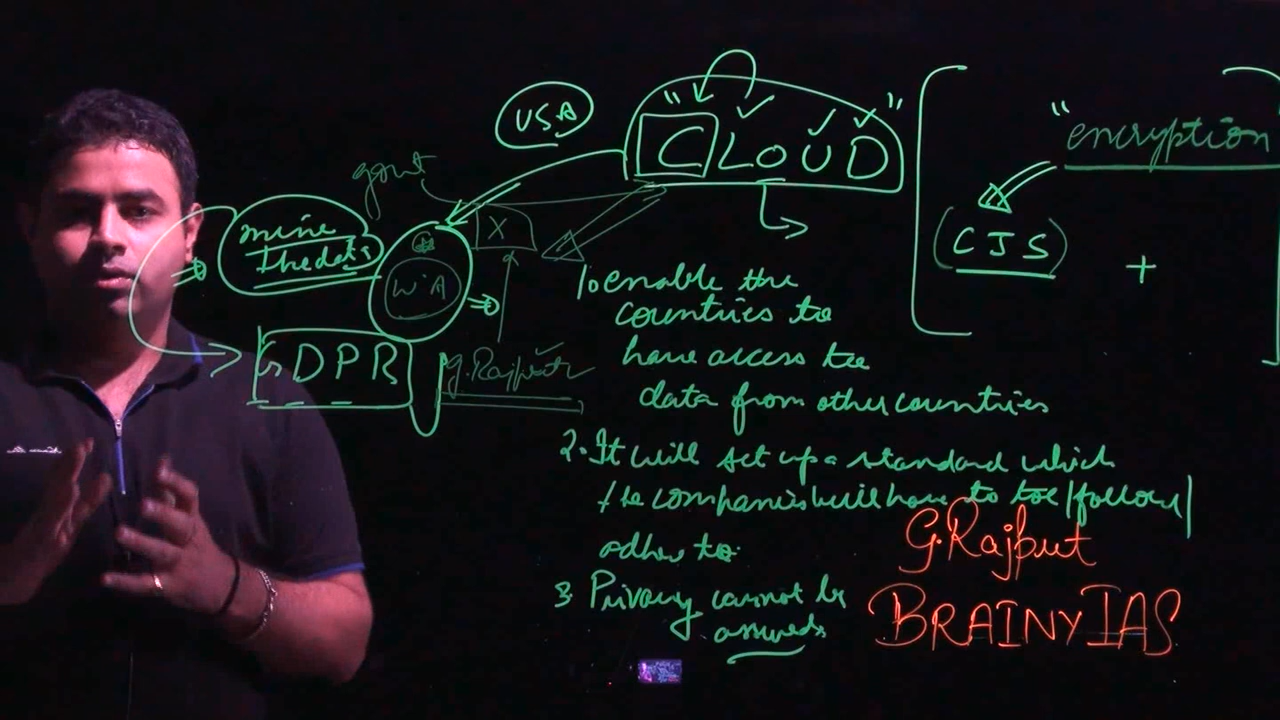 USA
" CLOUD "
"encryption
govt
X
mine
The data
W.A
(CJS)
+
GDPR
G.Rajput
1. enable the
countries to
have access to
data from other countries
2. It will set up a standard which
the companies will have to toe/follow/
adhere to.
3 Privacy cannot be
assured.
G.Rajput
BRAINY IAS